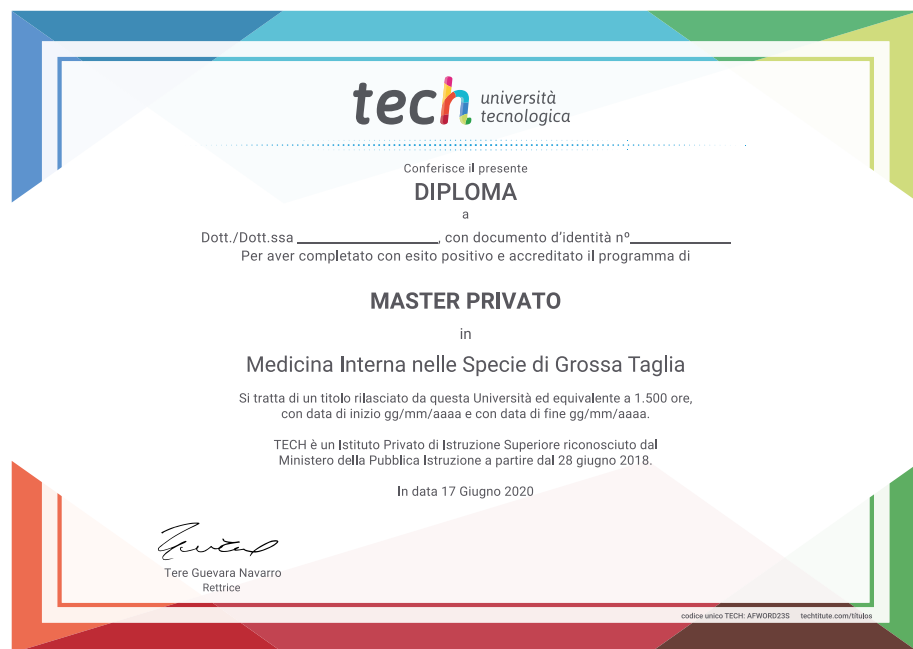 tech università
tecnologica
Conferisce il presente
DIPLOMA
a
Dott./Dott.ssa ___________________, con documento d'identità nº______________
Per aver completato con esito positivo e accreditato il programma di
MASTER PRIVATO
in
Medicina Interna nelle Specie di Grossa Taglia
Si tratta di un titolo rilasciato da questa Università ed equivalente a 1.500 ore,
con data di inizio gg/mm/aaaa e con data di fine gg/mm/aaaa.
TECH è un Istituto Privato di Istruzione Superiore riconosciuto dal
Ministero della Pubblica Istruzione a partire dal 28 giugno 2018.
In data 17 Giugno 2020
Tere Guevara Navarro
Rettrice
codice unico TECH: AFWORD23S techtitute.com/titulos